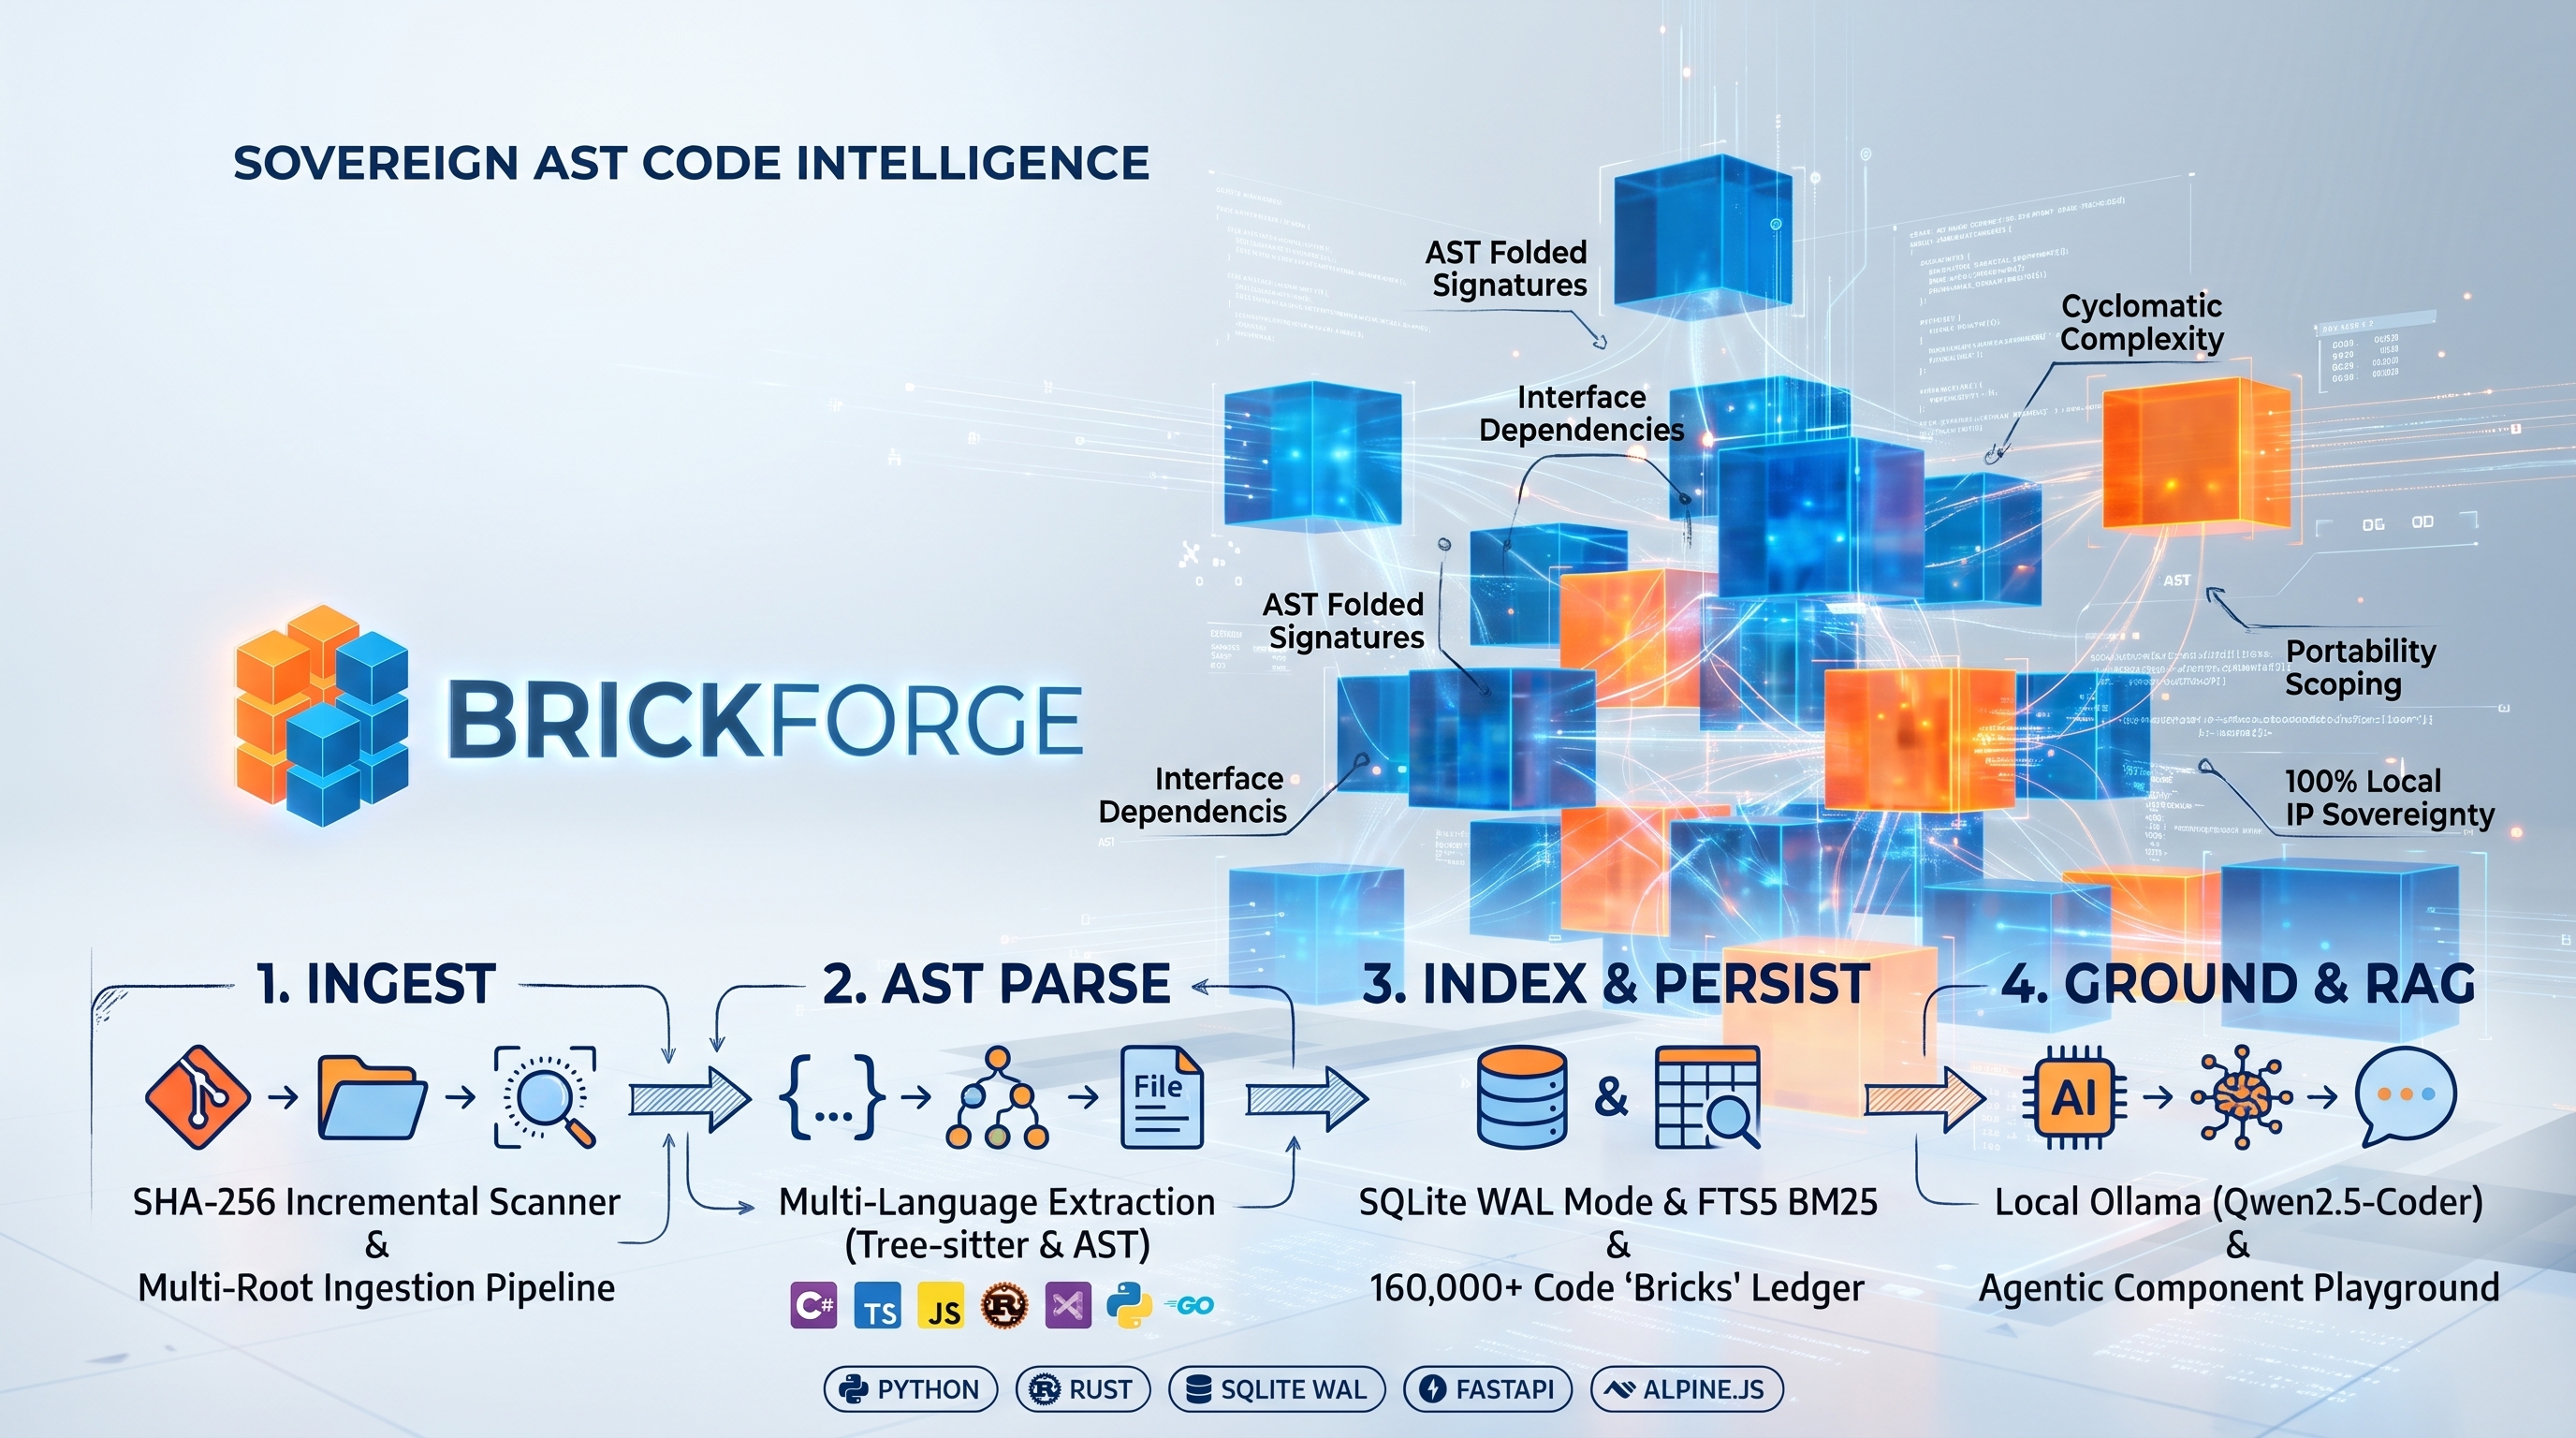 SOVEREIGN AST CODE INTELLIGENCE
AST Folded
Signatures
Cyclomatic
Complexity
Interface
Dependencies
OG OD
AST
AST Folded
Signatures
Portability
Scoping
BRICKFORGE
Interface
Dependencis
100% Local
IP Sovereignty
AST
1. INGEST
2. AST PARSE
3. INDEX & PERSIST
4. GROUND & RAG
{...}
File
&
AI
SHA-256 Incremental Scanner
&
Multi-Root Ingestion Pipeline
Multi-Language Extraction
(Tree-sitter & AST)
C# TS JS R GO
SQLite WAL Mode & FTS5 BM25
&
160,000+ Code ‘Bricks’ Ledger
Local Ollama (Qwen2.5-Coder)
&
Agentic Component Playground
PYTHON
R RUST
SQLITE WAL
FASTAPI
ALPINE.JS